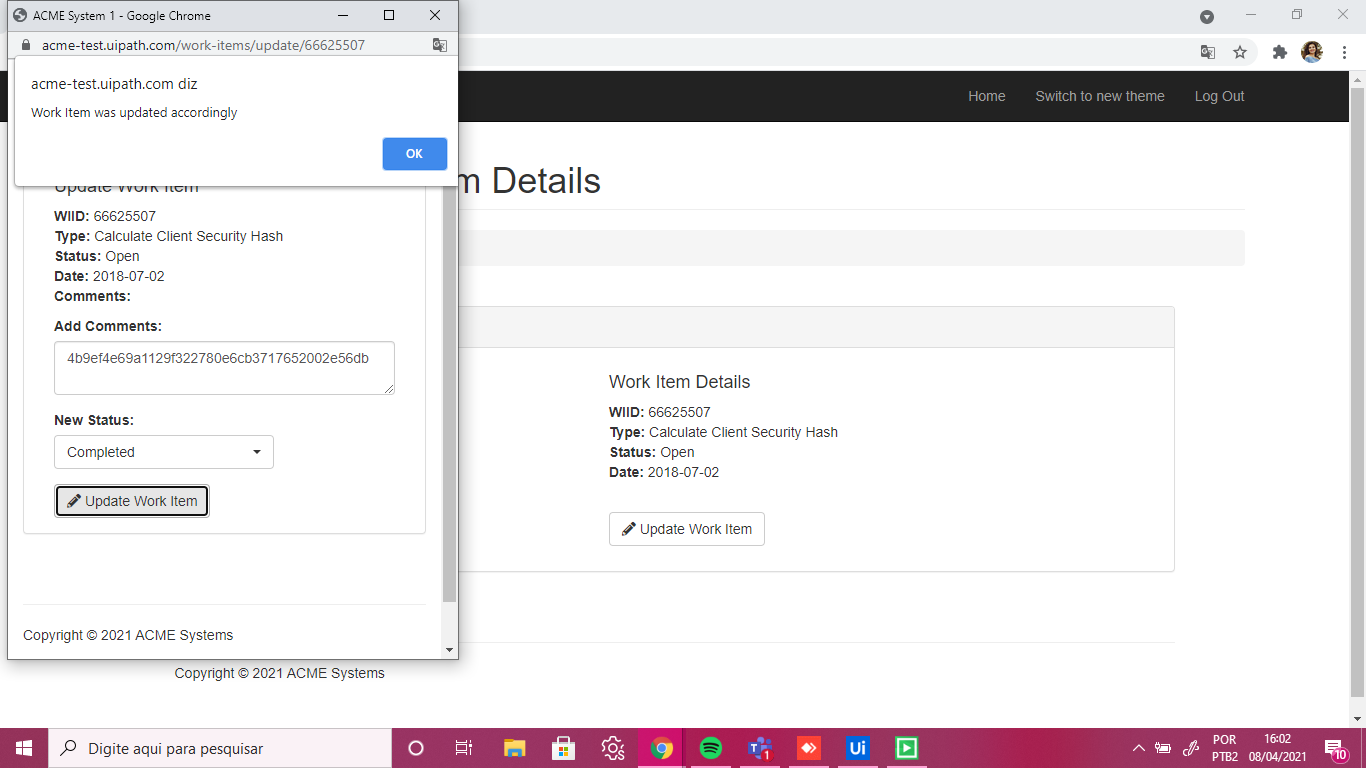 ACME System 1 - Google Chrome
acme-test.uipath.com/work-items/update/66625507
acme-test.uipath.com diz
Work Item was updated accordingly
OK
Update Work Item
WIID: 66625507
Type: Calculate Client Security Hash
Status: Open
Date: 2018-07-02
Comments:
Add Comments:
4b9ef4e69a1129f322780e6cb3717652002e56db
New Status:
Completed
Update Work Item
Copyright © 2021 ACME Systems
Home
Switch to new theme
Log Out
m Details
Work Item Details
WIID: 66625507
Type: Calculate Client Security Hash
Status: Open
Date: 2018-07-02
Update Work Item
Copyright © 2021 ACME Systems
Digite aqui para pesquisar
1
Ui
POR
PTB2
16:02
08/04/2021
10